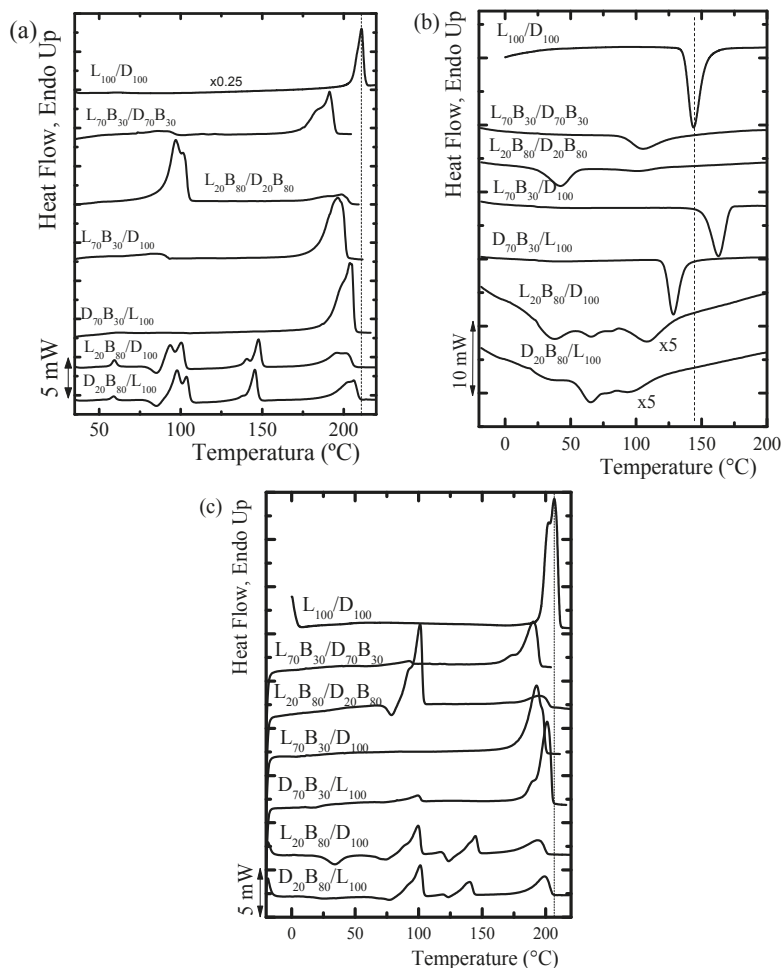 (a)
Heat Flow, Endo Up
L₁₀₀/D₁₀₀
x0.25
L₇₀B₃₀/D₇₀B₃₀
L₂₀B₈₀/D₂₀B₈₀
L₇₀B₃₀/D₁₀₀
D₇₀B₃₀/L₁₀₀
L₂₀B₈₀/D₁₀₀
D₂₀B₈₀/L₁₀₀
5 mW
50 100 150 200
Temperatura (ºC)
(b)
Heat Flow, Endo Up
L₁₀₀/D₁₀₀
L₇₀B₃₀/D₇₀B₃₀
L₂₀B₈₀/D₂₀B₈₀
L₇₀B₃₀/D₁₀₀
D₇₀B₃₀/L₁₀₀
L₂₀B₈₀/D₁₀₀
x5
D₂₀B₈₀/L₁₀₀
x5
10 mW
0 50 100 150 200
Temperature (°C)
(c)
Heat Flow, Endo Up
L₁₀₀/D₁₀₀
L₇₀B₃₀/D₇₀B₃₀
L₂₀B₈₀/D₂₀B₈₀
L₇₀B₃₀/D₁₀₀
D₇₀B₃₀/L₁₀₀
L₂₀B₈₀/D₁₀₀
D₂₀B₈₀/L₁₀₀
5 mW
0 50 100 150 200
Temperature (°C)